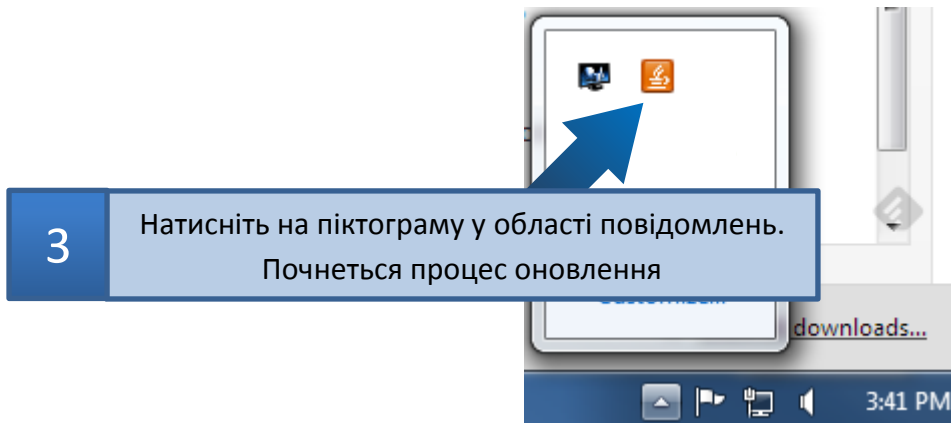 3
Натисніть на піктограму у області повідомлень.
Почнеться процес оновлення
downloads...
3:41 PM